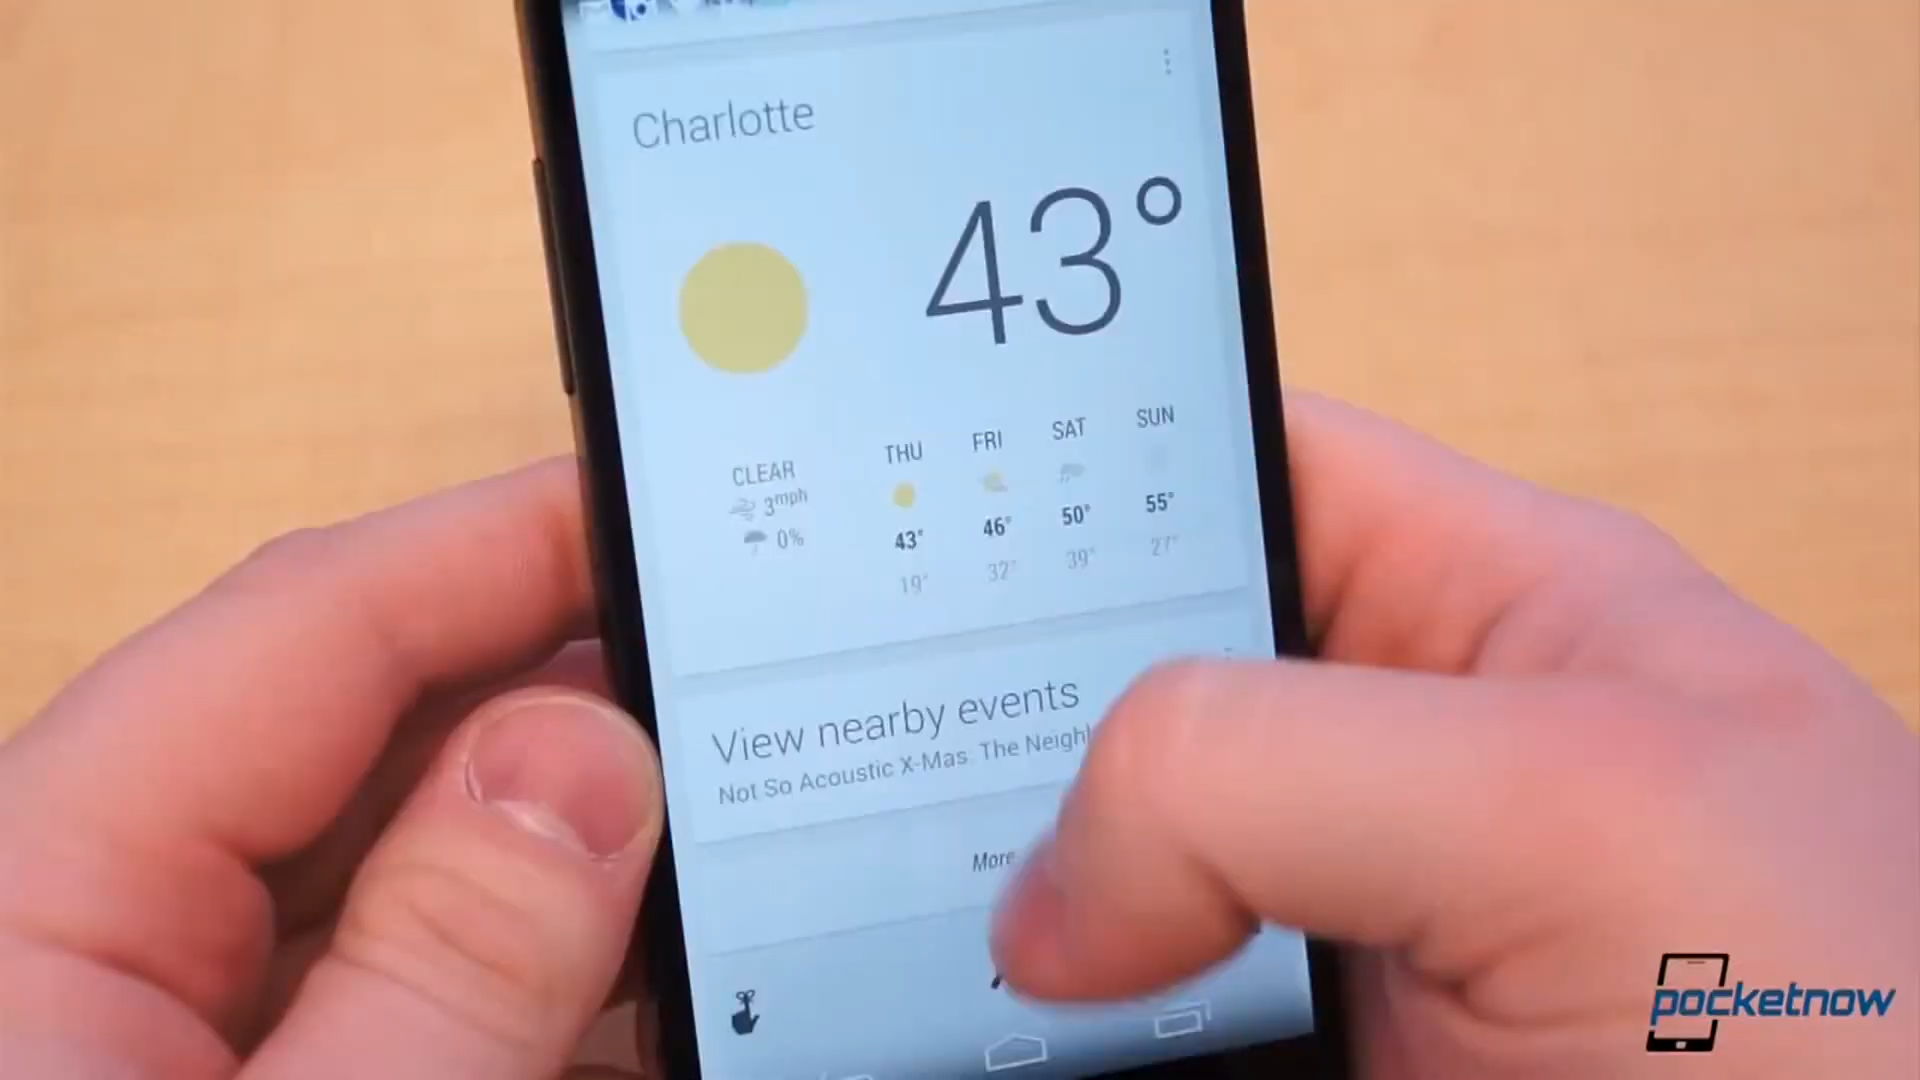 Charlotte
43°
CLEAR
3mph
0%
THU FRI SAT SUN
43° 46° 50° 55°
19° 32° 39° 27°
View nearby events
Not So Acoustic X-Mas: The
More
pocketnow